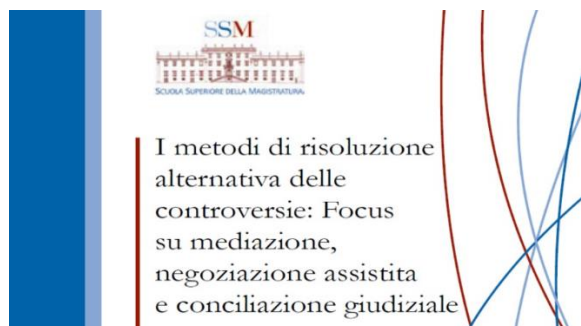 SSM
SCUOLA SUPERIORE DELLA MAGISTRATURA
I metodi di risoluzione
alternativa delle
controversie: Focus
su mediazione,
negoziazione assistita
e conciliazione giudiziale